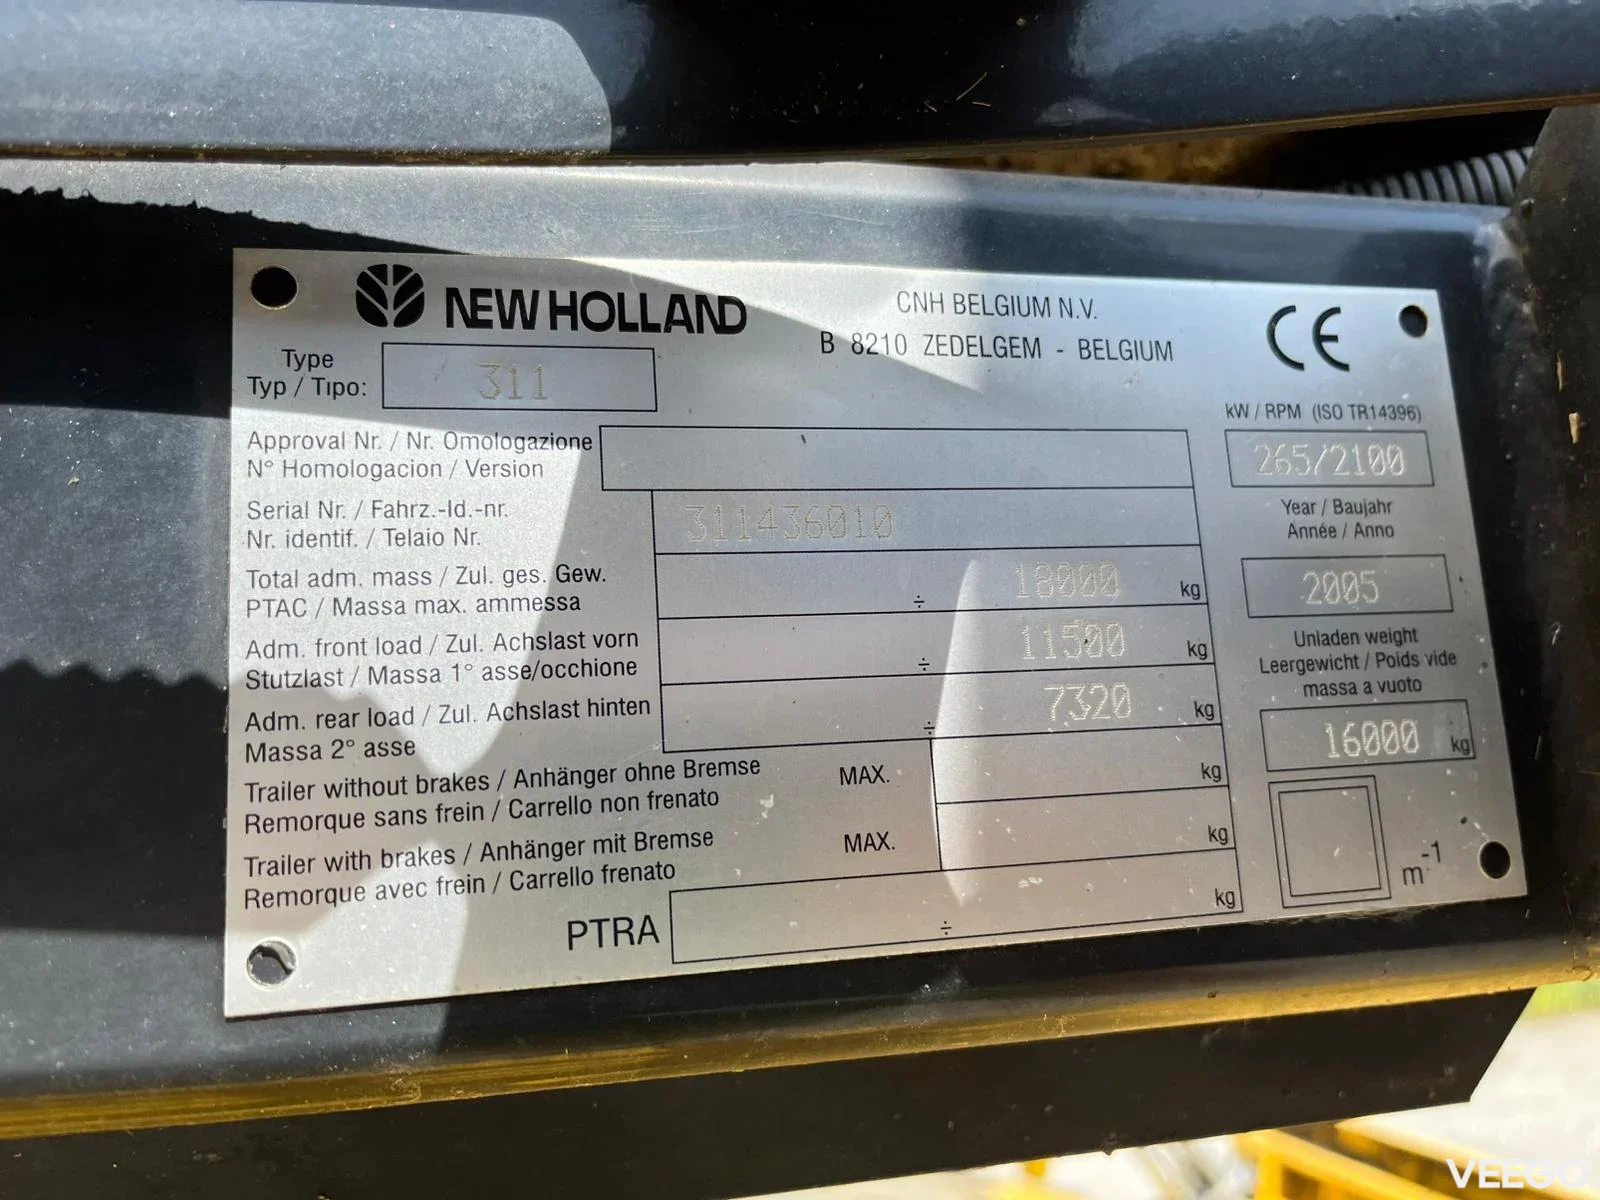 NEW HOLLAND
CNH BELGIUM N.V.
B 8210 ZEDELGEM - BELGIUM
CE
Type
Typ / Tipo:
311
kW / RPM (ISO TR14396)
265/2100
Approval Nr. / Nr. Omologazione
N° Homologacion / Version
Serial Nr. / Fahrz.-Id.-nr.
Nr. identif. / Telaio Nr.
311436010
Year / Baujahr
Année / Anno
2005
Total adm. mass / Zul. ges. Gew.
PTAC / Massa max. ammessa
÷ 18000 kg
Adm. front load / Zul. Achslast vorn
Stutzlast / Massa 1° asse/occhione
÷ 11500 kg
Unladen weight
Leergewicht / Poids vide
massa a vuoto
16000 kg
Adm. rear load / Zul. Achslast hinten
Massa 2° asse
÷ 7320 kg
Trailer without brakes / Anhänger ohne Bremse
Remorque sans frein / Carrello non frenato
MAX. kg
Trailer with brakes / Anhänger mit Bremse
Remorque avec frein / Carrello frenato
MAX. kg
m-1
PTRA ÷ kg
VEEGO